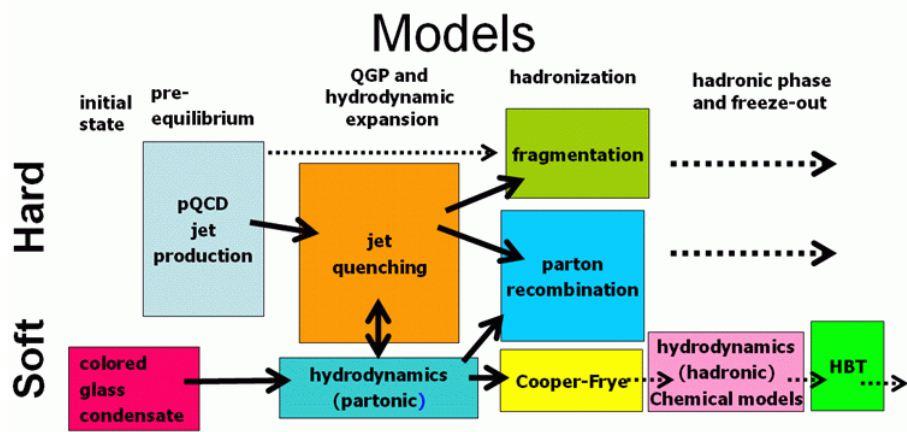 Models
initial
state
pre-
equilibrium
QGP and
hydrodynamic
expansion
hadronization
hadronic phase
and freeze-out
Hard
Soft
pQCD
jet
production
jet
quenching
fragmentation
parton
recombination
colored
glass
condensate
hydrodynamics
(partonic)
Cooper-Frye
hydrodynamics
(hadronic)
Chemical models
HBT